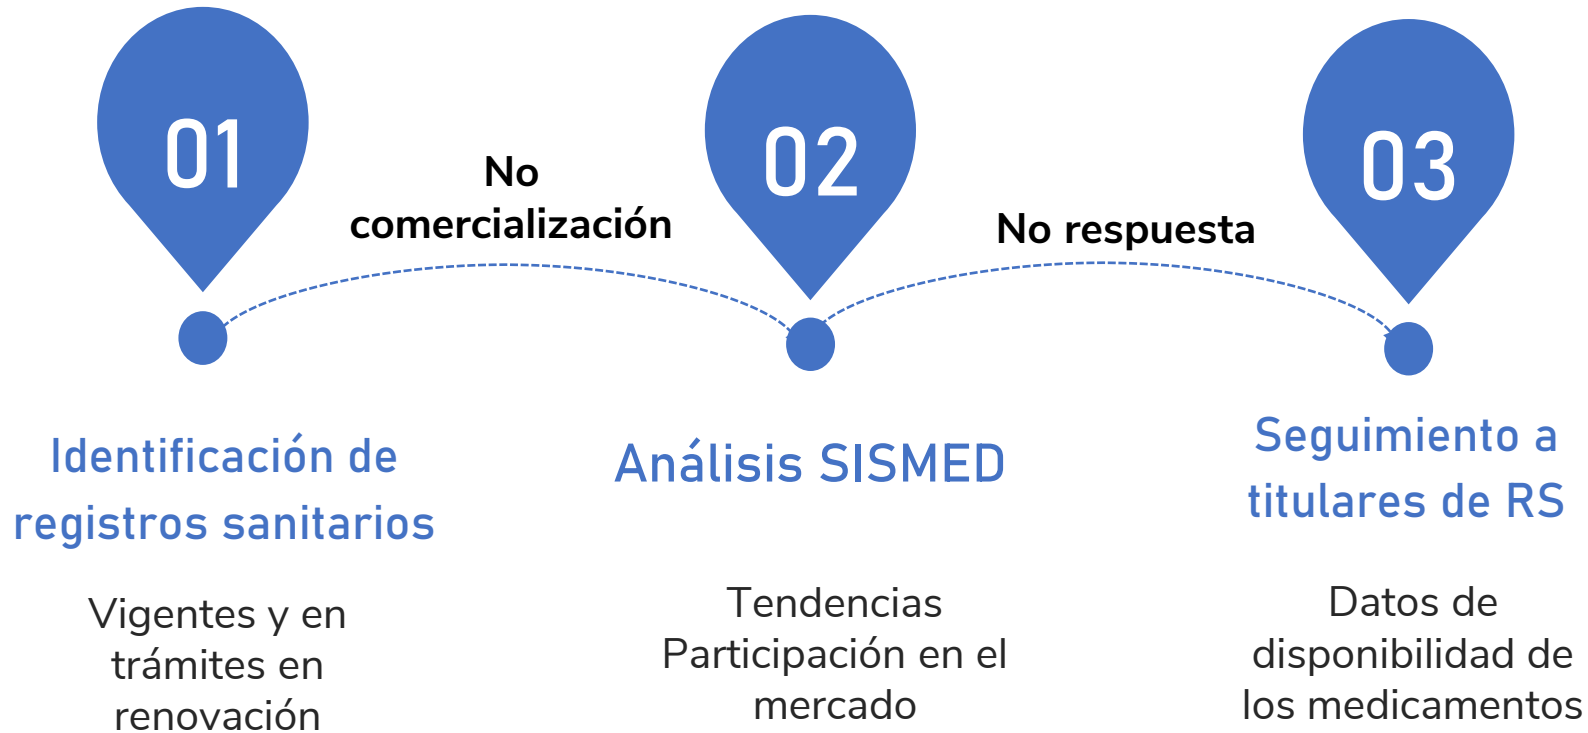 01
No
comercialización
02
No respuesta
03
Identificación de
registros sanitarios
Vigentes y en
trámites en
renovación
Análisis SISMED
Tendencias
Participación en el
mercado
Seguimiento a
titulares de RS
Datos de
disponibilidad de
los medicamentos